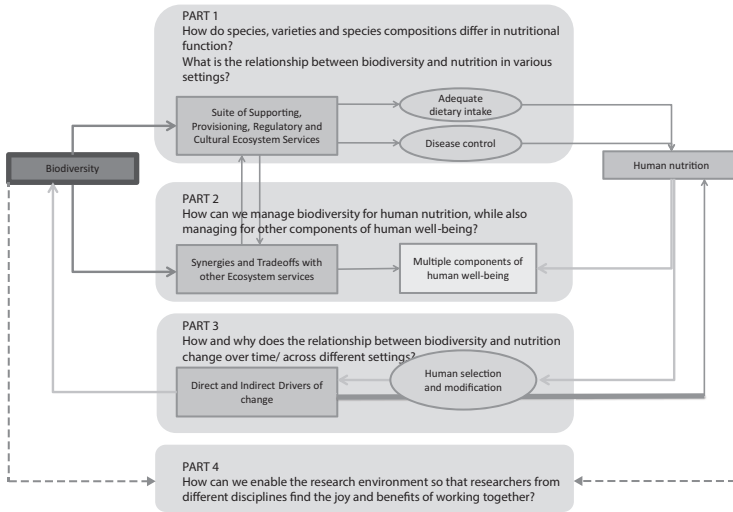 PART 1
How do species, varieties and species compositions differ in nutritional
function?
What is the relationship between biodiversity and nutrition in various
settings?
Suite of Supporting,
Provisioning, Regulatory and
Cultural Ecosystem Services
Adequate
dietary intake
Disease control
Biodiversity
Human nutrition
PART 2
How can we manage biodiversity for human nutrition, while also
managing for other components of human well-being?
Synergies and Tradeoffs with
other Ecosystem services
Multiple components of
human well-being
PART 3
How and why does the relationship between biodiversity and nutrition
change over time/ across different settings?
Human selection
and modification
Direct and Indirect Drivers of
change
PART 4
How can we enable the research environment so that researchers from
different disciplines find the joy and benefits of working together?